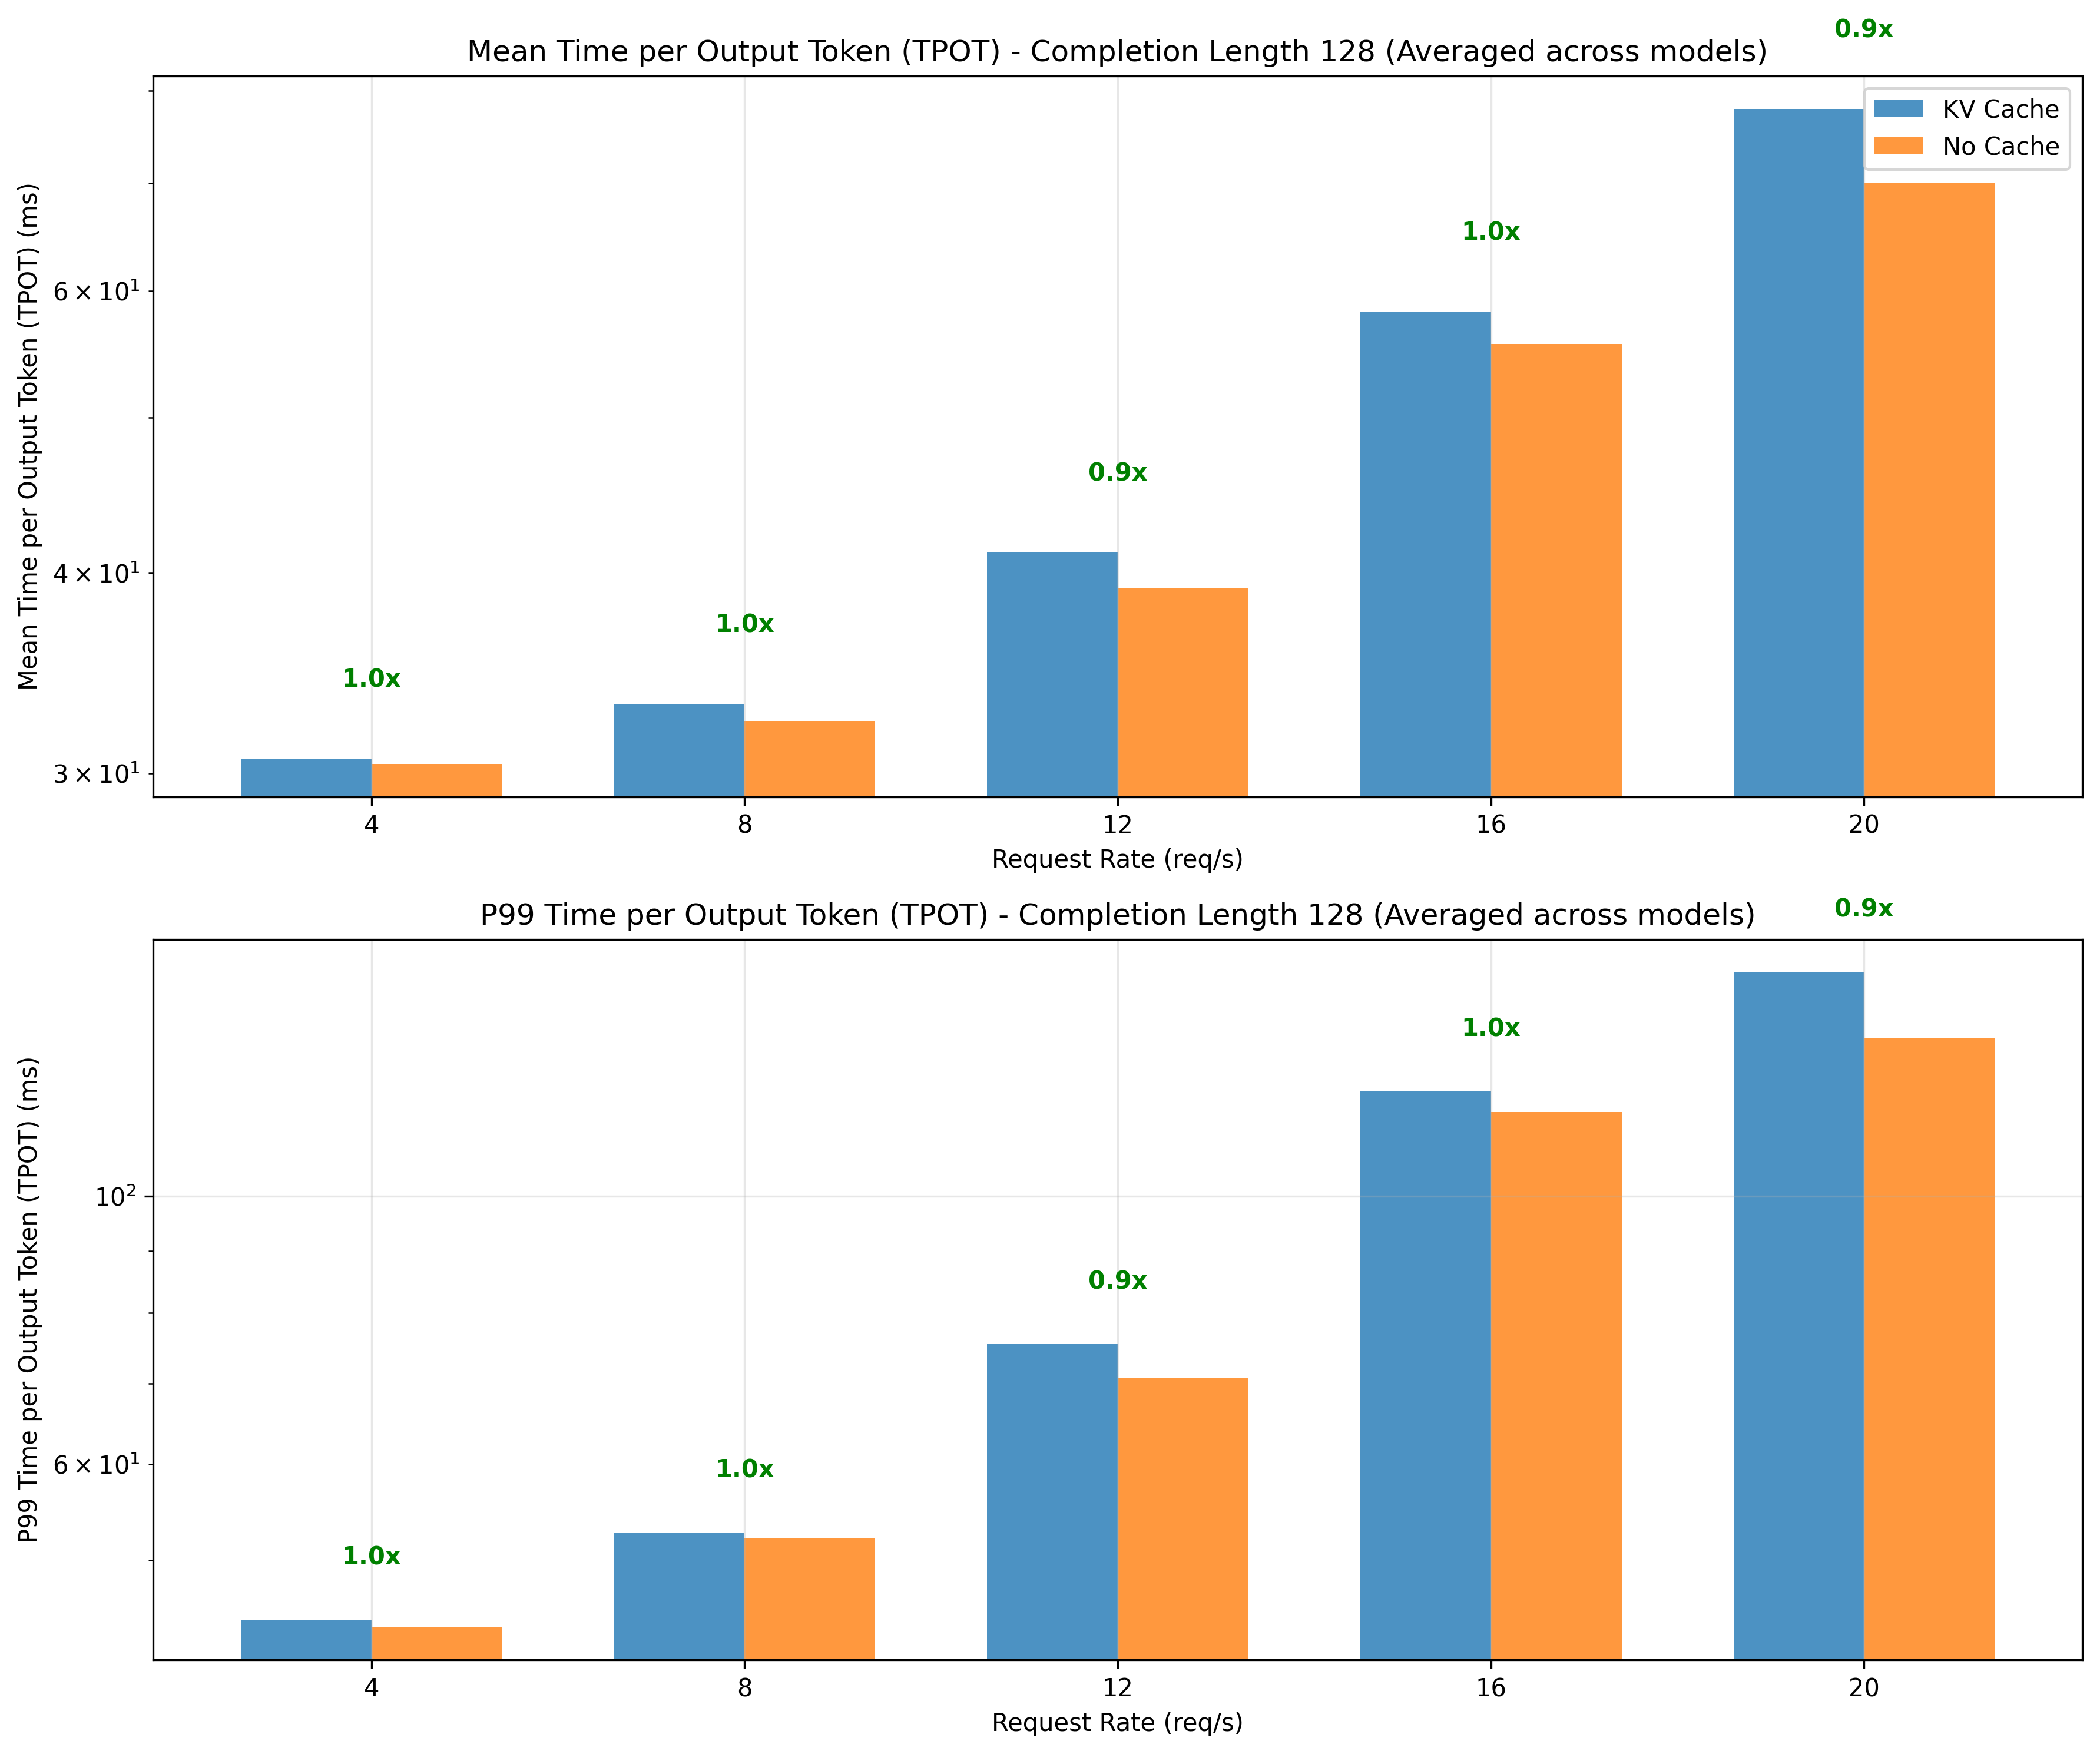 0.9x
Mean Time per Output Token (TPOT) - Completion Length 128 (Averaged across models)
KV Cache
No Cache
1.0x
0.9x
1.0x
1.0x
6 × 10¹
4 × 10¹
3 × 10¹
Mean Time per Output Token (TPOT) (ms)
4 8 12 16 20
Request Rate (req/s)
0.9x
P99 Time per Output Token (TPOT) - Completion Length 128 (Averaged across models)
1.0x
0.9x
1.0x
1.0x
10²
6 × 10¹
P99 Time per Output Token (TPOT) (ms)
4 8 12 16 20
Request Rate (req/s)